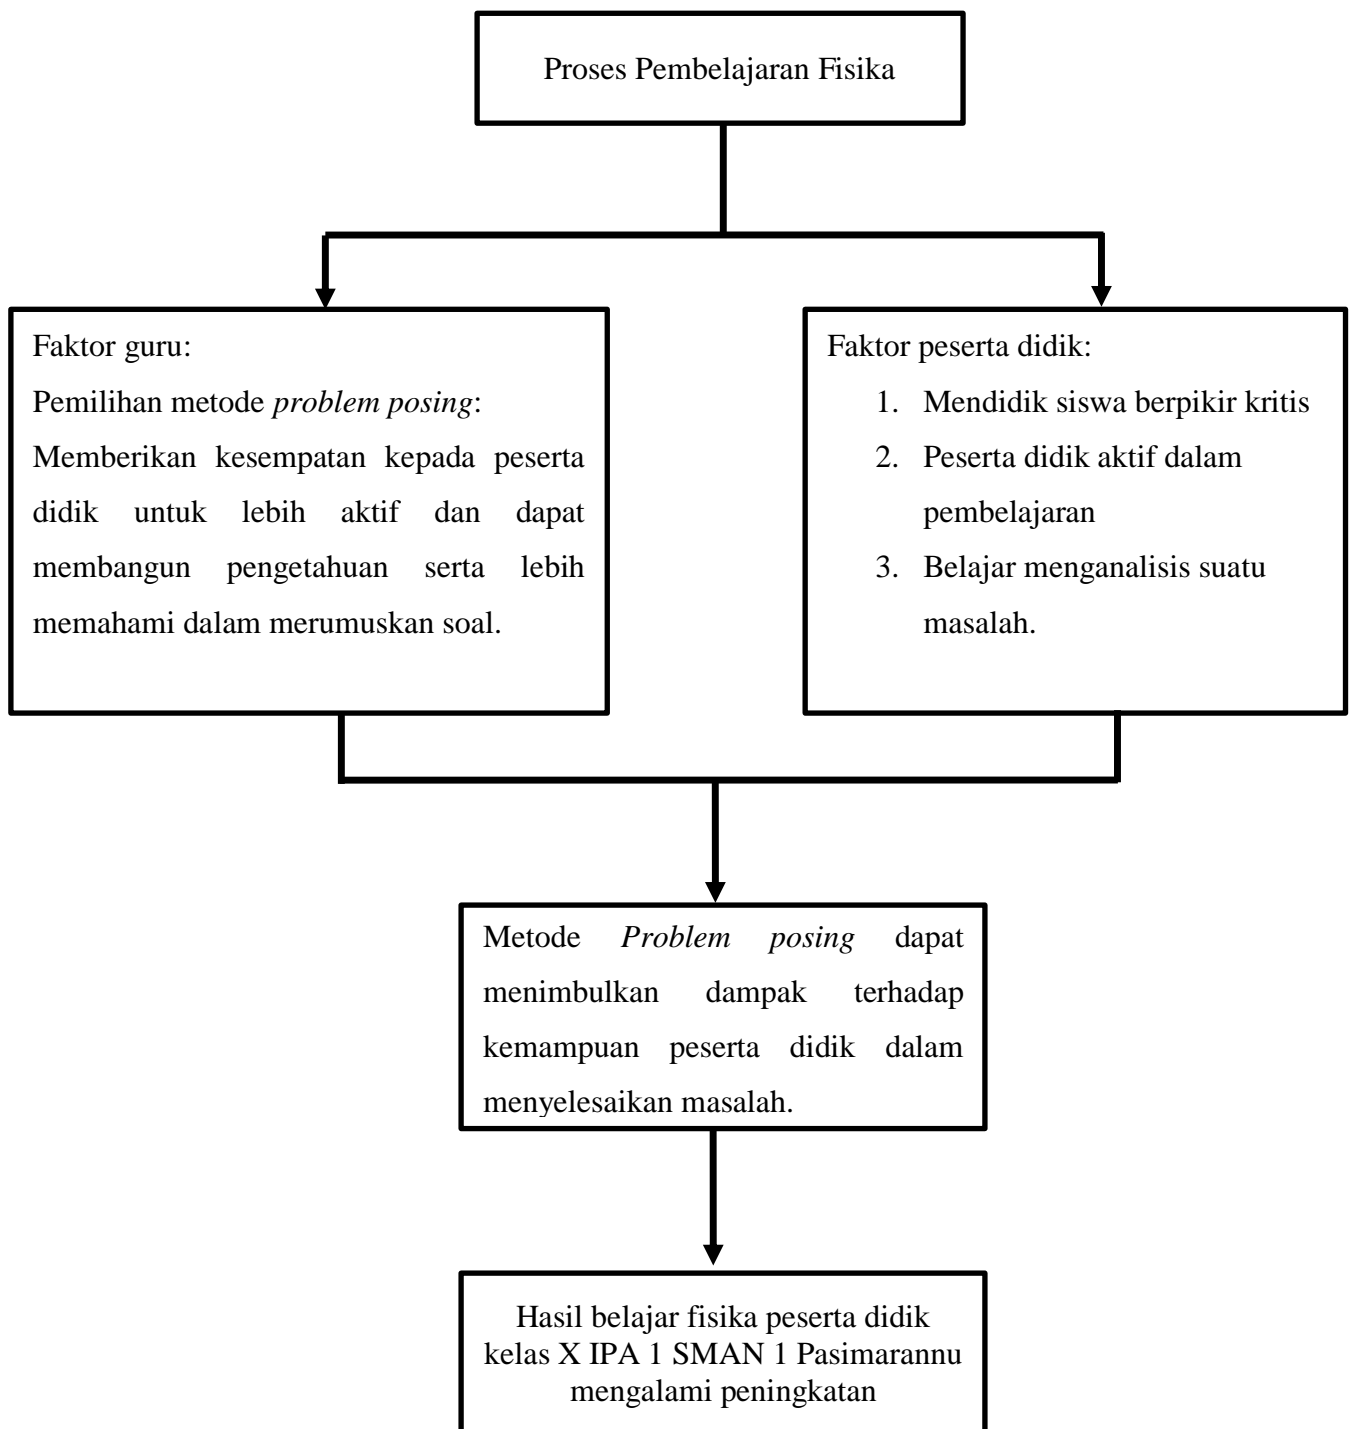 Proses Pembelajaran Fisika
Faktor guru:
Pemilihan metode problem posing:
Memberikan kesempatan kepada peserta
didik untuk lebih aktif dan dapat
membangun pengetahuan serta lebih
memahami dalam merumuskan soal.
Faktor peserta didik:
1. Mendidik siswa berpikir kritis
2. Peserta didik aktif dalam
pembelajaran
3. Belajar menganalisis suatu
masalah.
Metode Problem posing dapat
menimbulkan dampak terhadap
kemampuan peserta didik dalam
menyelesaikan masalah.
Hasil belajar fisika peserta didik
kelas X IPA 1 SMAN 1 Pasimarannu
mengalami peningkatan